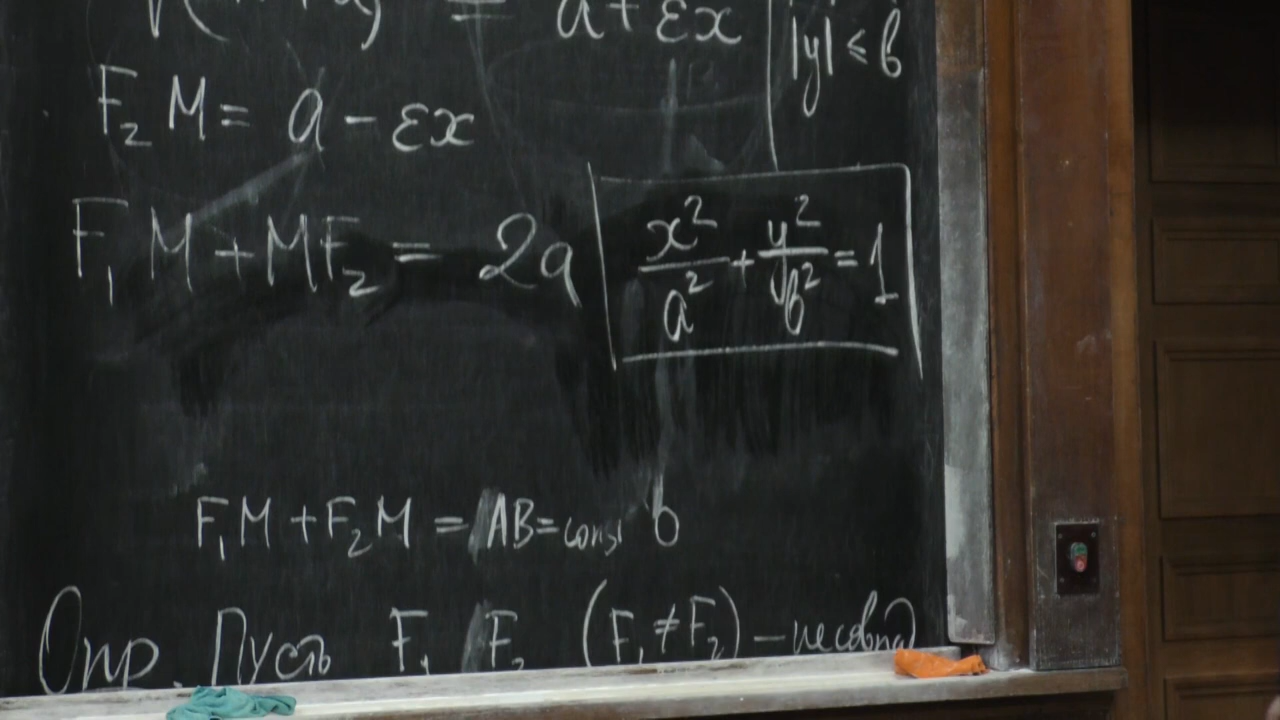 = a + εx
|y| ≤ b
F₂M = a − εx
F₁M + MF₂ = 2a
x²/a² + y²/b² = 1
F₁M + F₂M = AB = const b
Опр. Пусть F₁ F₂ (F₁ ≠ F₂) — несовпад